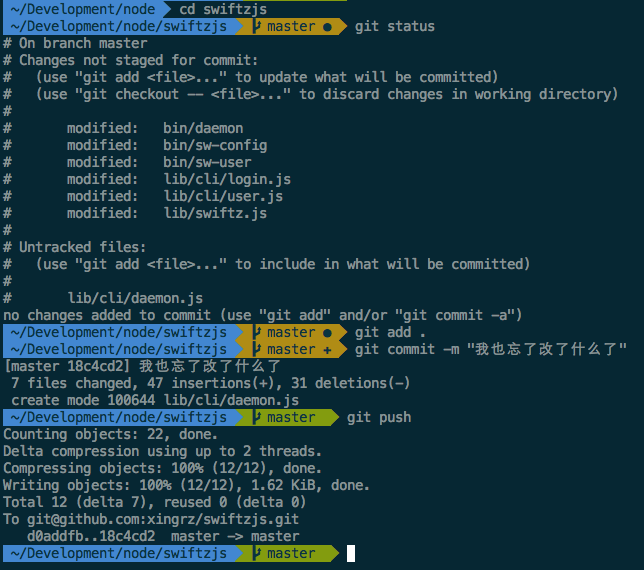 ~/Development/node cd swiftzjs
~/Development/node/swiftzjs master ● git status
# On branch master
# Changes not staged for commit:
#   (use "git add <file>..." to update what will be committed)
#   (use "git checkout -- <file>..." to discard changes in working directory)
#
#       modified:   bin/daemon
#       modified:   bin/sw-config
#       modified:   bin/sw-user
#       modified:   lib/cli/login.js
#       modified:   lib/cli/user.js
#       modified:   lib/swiftz.js
#
# Untracked files:
#   (use "git add <file>..." to include in what will be committed)
#
#       lib/cli/daemon.js
no changes added to commit (use "git add" and/or "git commit -a")
~/Development/node/swiftzjs master ● git add .
~/Development/node/swiftzjs master + git commit -m "我也忘了改了什么了"
[master 18c4cd2] 我也忘了改了什么了
 7 files changed, 47 insertions(+), 31 deletions(-)
 create mode 100644 lib/cli/daemon.js
~/Development/node/swiftzjs master git push
Counting objects: 22, done.
Delta compression using up to 2 threads.
Compressing objects: 100% (12/12), done.
Writing objects: 100% (12/12), 1.62 KiB, done.
Total 12 (delta 7), reused 0 (delta 0)
To git@github.com:xingrz/swiftzjs.git
   d0addfb..18c4cd2  master -> master
~/Development/node/swiftzjs master